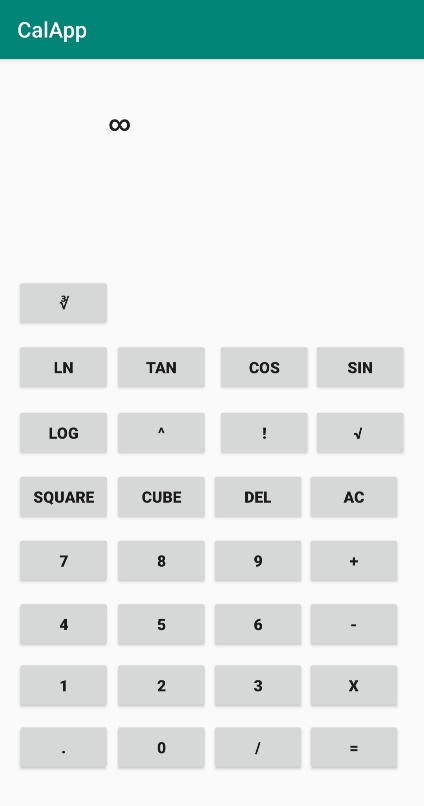 CalApp
∞
∛
LN TAN COS SIN
LOG ^ ! √
SQUARE CUBE DEL AC
7 8 9 +
4 5 6 -
1 2 3 X
. 0 / =